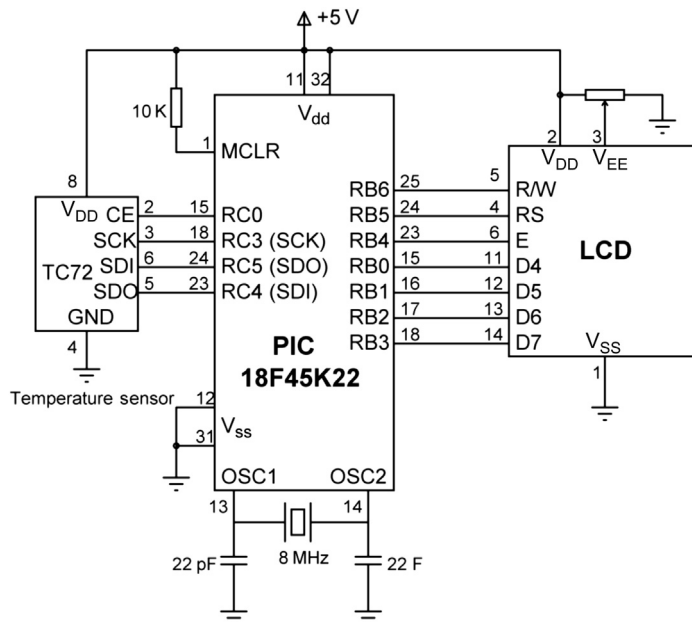 +5 V
11 32
Vdd
10 K
1 MCLR
2 3
VDD VEE
8
VDD CE 2 15 RC0
SCK 3 18 RC3 (SCK)
TC72
SDI 6 24 RC5 (SDO)
SDO 5 23 RC4 (SDI)
GND
4
RB6 25 5 R/W
RB5 24 4 RS
RB4 23 6 E
LCD
RB0 15 11 D4
RB1 16 12 D5
RB2 17 13 D6
RB3 18 14 D7
VSS
1
PIC
18F45K22
Temperature sensor
12
Vss
31
OSC1 OSC2
13 14
22 pF 8 MHz 22 F